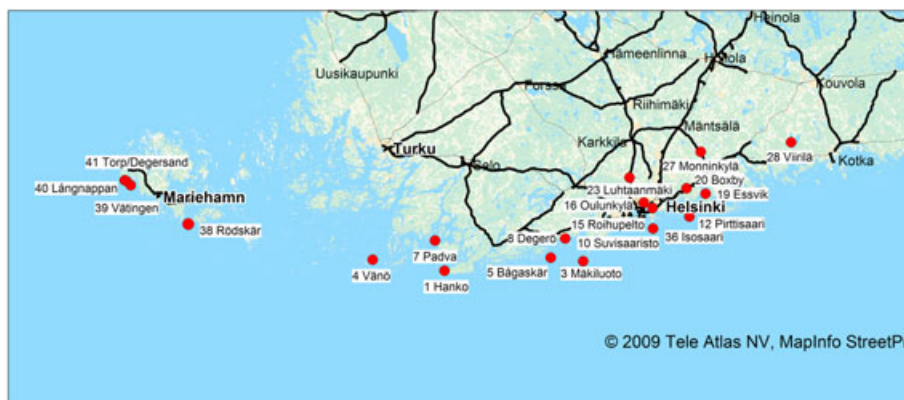 Heinola
Hämeenlinna
Uusikaupunki
Forssa
Kouvola
Riihimäki
Mäntsälä
Karkkila
Turku
Salo
28 Viirilä
Kotka
27 Monninkylä
41 Torp/Degersand
20 Boxby
40 Långnappan
23 Luhtaanmäki
19 Essvik
Mariehamn
16 Oulunkylä
Helsinki
39 Vätingen
15 Roihupelto
12 Pirttisaari
38 Rödskär
8 Degerö
36 Isosaari
10 Suvisaaristo
7 Padva
4 Vänö
5 Bågaskär
3 Mäkiluoto
1 Hanko
© 2009 Tele Atlas NV, MapInfo StreetPr